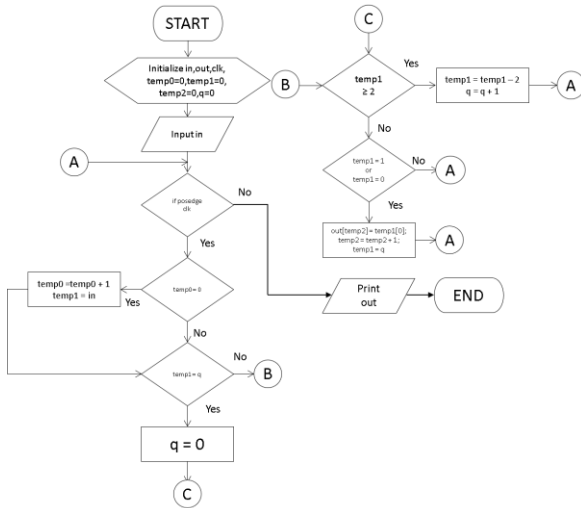 START
Initialize in,out,clk,
temp0=0,temp1=0,
temp2=0,q=0
Input in
A
if posedge
clk
No
Yes
temp0 =temp0 + 1
temp1 = in
Yes
temp0= 0
No
temp1= q
No
B
Yes
q = 0
C
C
B
temp1
≥ 2
Yes
temp1 = temp1 – 2
q = q + 1
A
No
temp1 = 1
or
temp1 = 0
No
A
Yes
out[temp2] = temp1[0];
temp2 = temp2 + 1;
temp1 = q
A
Print
out
END